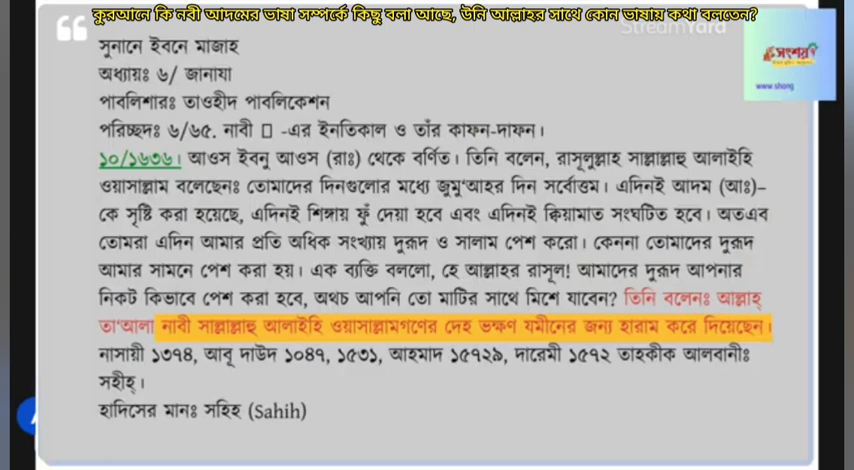 কুরআনে কি নবী আদমের ভাষা সম্পর্কে কিছু বলা আছে, উনি আল্লাহর সাথে কোন ভাষায় কথা বলতেন?
StreamYard
সংশয়
www.shong
সুনানে ইবনে মাজাহ
অধ্যায়ঃ ৬/ জানাযা
পাবলিশারঃ তাওহীদ পাবলিকেশন
পরিচ্ছদঃ ৬/৬৫. নাবী  -এর ইনতিকাল ও তাঁর কাফন-দাফন।
১০/১৬৩৬। আওস ইবনু আওস (রাঃ) থেকে বর্ণিত। তিনি বলেন, রাসূলুল্লাহ সাল্লাল্লাহু আলাইহি
ওয়াসাল্লাম বলেছেনঃ তোমাদের দিনগুলোর মধ্যে জুমু‘আহর দিন সর্বোত্তম। এদিনই আদম (আঃ)–
কে সৃষ্টি করা হয়েছে, এদিনই শিঙ্গায় ফুঁ দেয়া হবে এবং এদিনই ক্বিয়ামাত সংঘটিত হবে। অতএব
তোমরা এদিন আমার প্রতি অধিক সংখ্যায় দুরূদ ও সালাম পেশ করো। কেননা তোমাদের দুরূদ
আমার সামনে পেশ করা হয়। এক ব্যক্তি বললো, হে আল্লাহর রাসূল! আমাদের দুরূদ আপনার
নিকট কিভাবে পেশ করা হবে, অথচ আপনি তো মাটির সাথে মিশে যাবেন? তিনি বলেনঃ আল্লাহ্
তা‘আলা নাবী সাল্লাল্লাহু আলাইহি ওয়াসাল্লামগণের দেহ ভক্ষণ যমীনের জন্য হারাম করে দিয়েছেন।
নাসায়ী ১৩৭৪, আবূ দাউদ ১০৪৭, ১৫৩১, আহমাদ ১৫৭২৯, দারেমী ১৫৭২ তাহকীক আলবানীঃ
সহীহ্।
হাদিসের মানঃ সহিহ (Sahih)